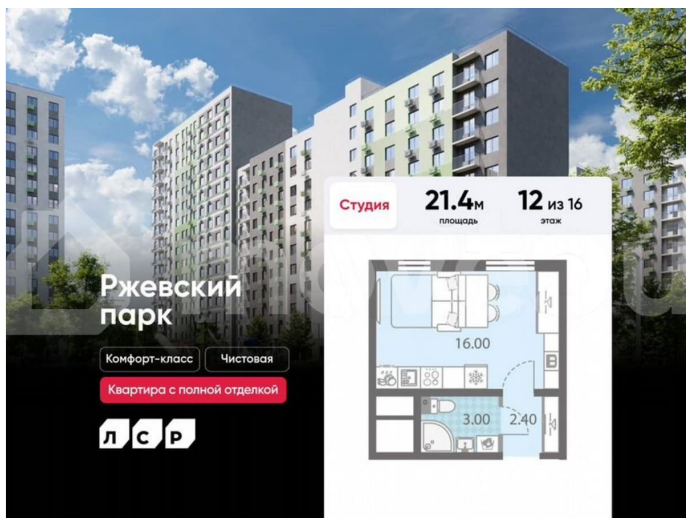 Студия
21.4м
площадь
12 из 16
этаж
Ржевский
парк
Комфорт-класс
Чистовая
Квартира с полной отделкой
ЛСР
16.00
3.00
2.40